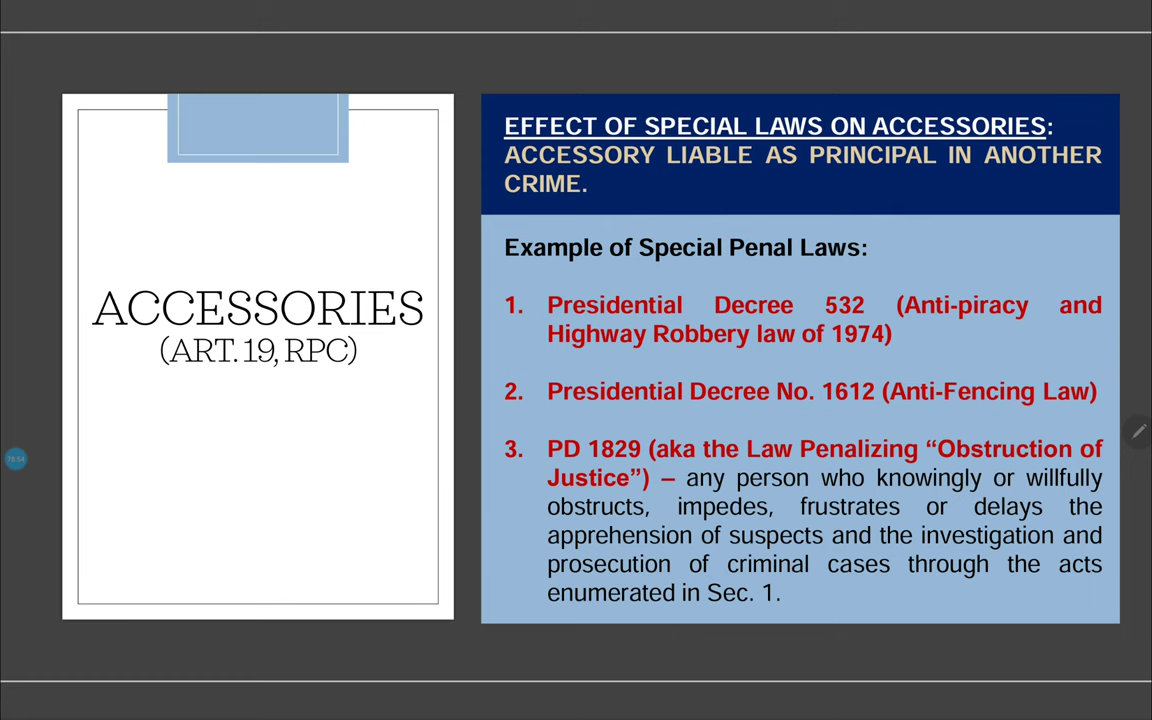 ACCESSORIES
(ART. 19, RPC)
EFFECT OF SPECIAL LAWS ON ACCESSORIES:
ACCESSORY LIABLE AS PRINCIPAL IN ANOTHER
CRIME.
Example of Special Penal Laws:
1. Presidential Decree 532 (Anti-piracy and
Highway Robbery law of 1974)
2. Presidential Decree No. 1612 (Anti-Fencing Law)
3. PD 1829 (aka the Law Penalizing “Obstruction of
Justice”) – any person who knowingly or willfully
obstructs, impedes, frustrates or delays the
apprehension of suspects and the investigation and
prosecution of criminal cases through the acts
enumerated in Sec. 1.
78:54